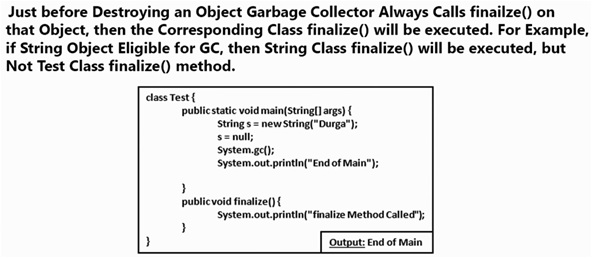 Just before Destroying an Object Garbage Collector Always Calls finailze() on
that Object, then the Corresponding Class finalize() will be executed. For Example,
if String Object Eligible for GC, then String Class finalize() will be executed, but
Not Test Class finalize() method.
class Test {
public static void main(String[] args) {
String s = new String("Durga");
s = null;
System.gc();
System.out.println("End of Main");
}
public void finalize() {
System.out.println("finalize Method Called");
}
}
Output: End of Main